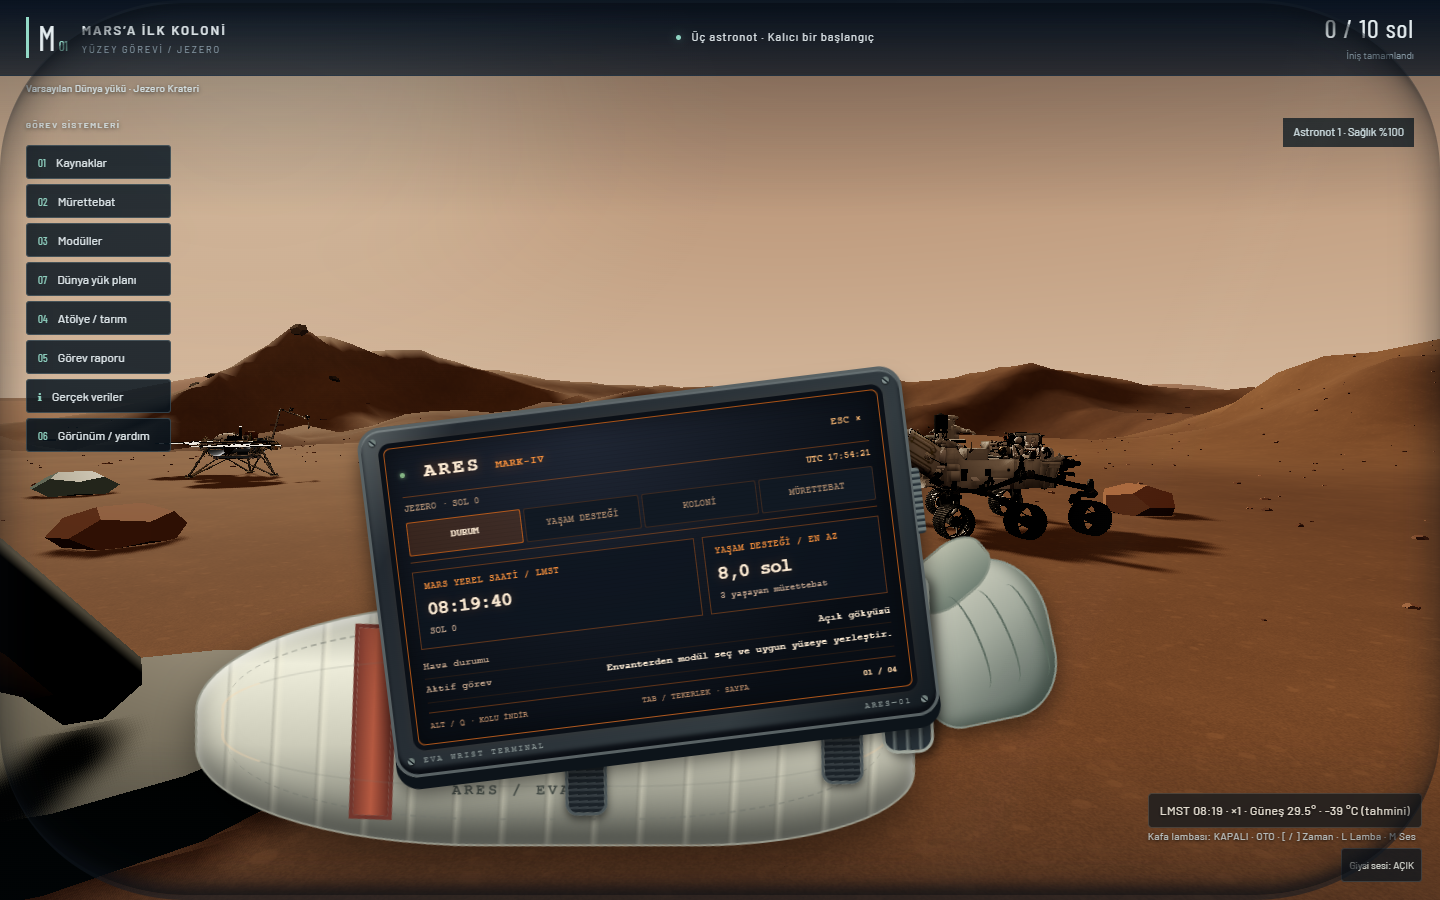 M 01
MARS'A İLK KOLONİ
YÜZEY GÖREVİ / JEZERO
Üç astronot · Kalıcı bir başlangıç
0 / 10 sol
İniş tamamlandı
Varsayılan Dünya yükü · Jezero Krateri
GÖREV SİSTEMLERİ
Astronot 1 · Sağlık %100
01 Kaynaklar
02 Mürettebat
03 Modüller
07 Dünya yük planı
04 Atölye / tarım
05 Görev raporu
i Gerçek veriler
06 Görünüm / yardım
ARES MARK-IV
ESC ×
JEZERO · SOL 0
UTC 17:54:21
DURUM
YAŞAM DESTEĞİ
KOLONİ
MÜRETTEBAT
MARS YEREL SAATİ / LMST
08:19:40
SOL 0
YAŞAM DESTEĞİ / EN AZ
8,0 sol
3 yaşayan mürettebat
Hava durumu
Açık gökyüzü
Aktif görev
Envanterden modül seç ve uygun yüzeye yerleştir.
ALT / Q · KOLU İNDİR
TAB / TEKERLEK · SAYFA
01 / 04
EVA WRIST TERMINAL
ARES-01
ARES / EVA
LMST 08:19 · ×1 · Güneş 29.5° · -39 °C (tahmini)
Kafa lambası: KAPALI · OTO · [ / ] Zaman · L Lamba · M Ses
Giysi sesi: AÇIK